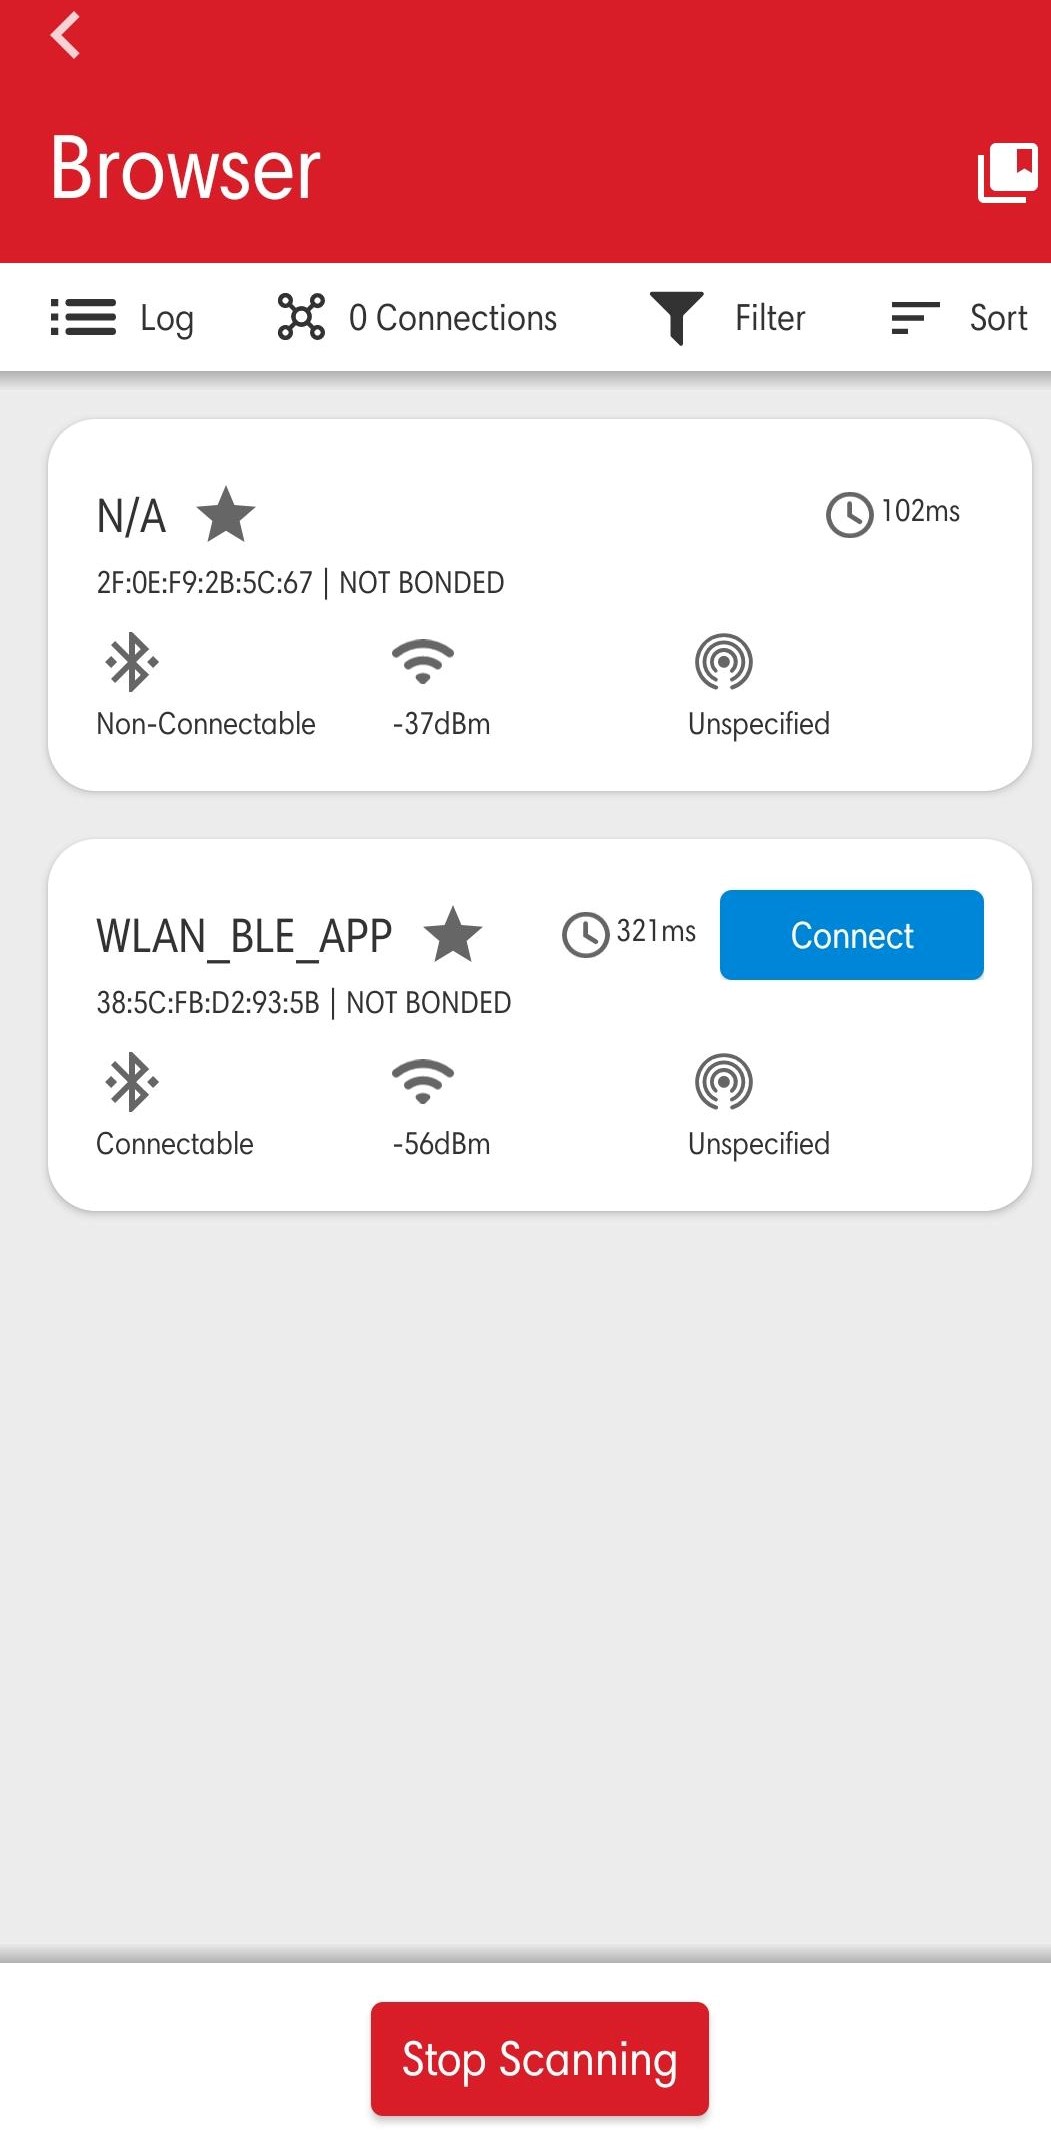 Browser
Log 0 Connections Filter Sort
N/A 102ms
2F:0E:F9:2B:5C:67 | NOT BONDED
Non-Connectable -37dBm Unspecified
WLAN_BLE_APP 321ms Connect
38:5C:FB:D2:93:5B | NOT BONDED
Connectable -56dBm Unspecified
Stop Scanning